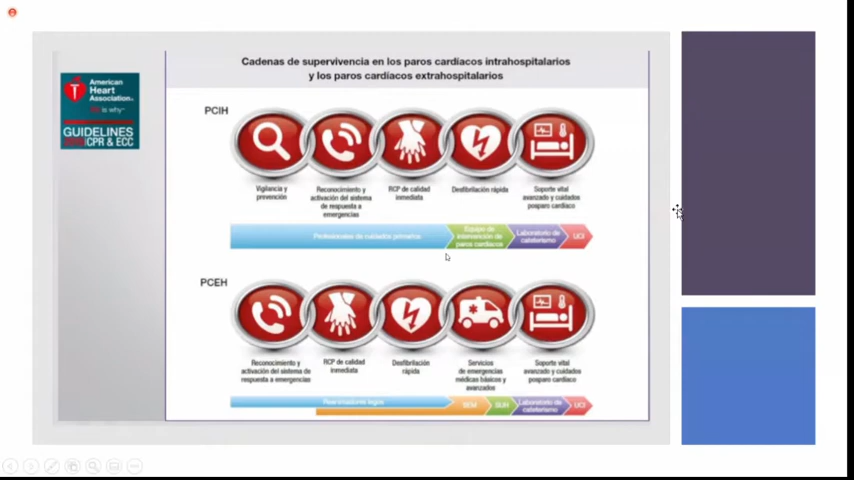 Cadenas de supervivencia en los paros cardíacos intrahospitalarios
y los paros cardíacos extrahospitalarios
American
Heart
Association
is why
GUIDELINES
CPR & ECC
PCIH
Vigilancia y
prevención
Reconocimiento y
activación del sistema
de respuesta a
emergencias
RCP de calidad
inmediata
Desfibrilación rápida
Soporte vital
avanzado y cuidados
posparo cardíaco
Profesionales de cuidados primarios
Equipo de
intervención de
paros cardíacos
Laboratorio de
cateterismo
UCI
PCEH
Reconocimiento y
activación del sistema de
respuesta a emergencias
RCP de calidad
inmediata
Desfibrilación
rápida
Servicios
de emergencias
médicas básicos y
avanzados
Soporte vital
avanzado y cuidados
posparo cardíaco
Reanimadores legos
SEM
SUH
Laboratorio de
cateterismo
UCI